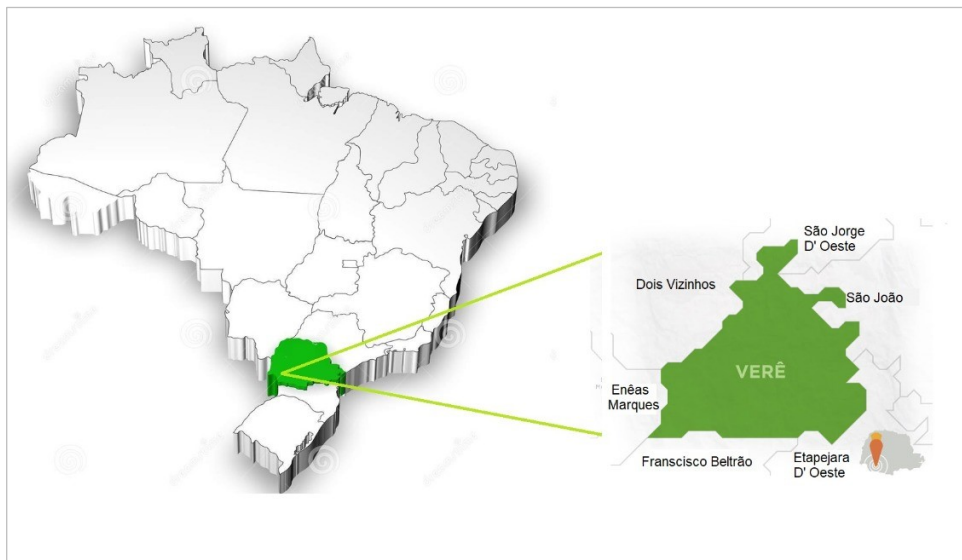 São Jorge
D' Oeste
Dois Vizinhos
São João
VERÊ
Enêas
Marques
Franscisco Beltrão
Etapejara
D' Oeste